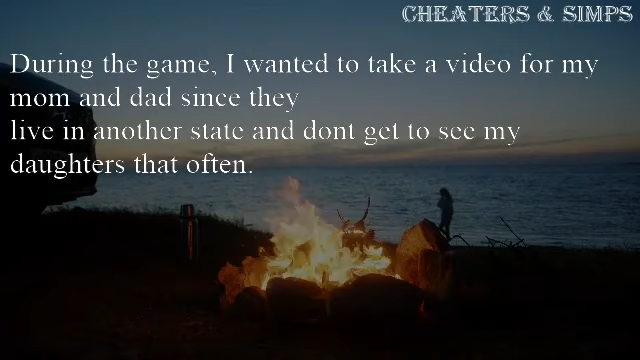 CHEATERS & SIMPS
During the game, I wanted to take a video for my
mom and dad since they
live in another state and dont get to see my
daughters that often.